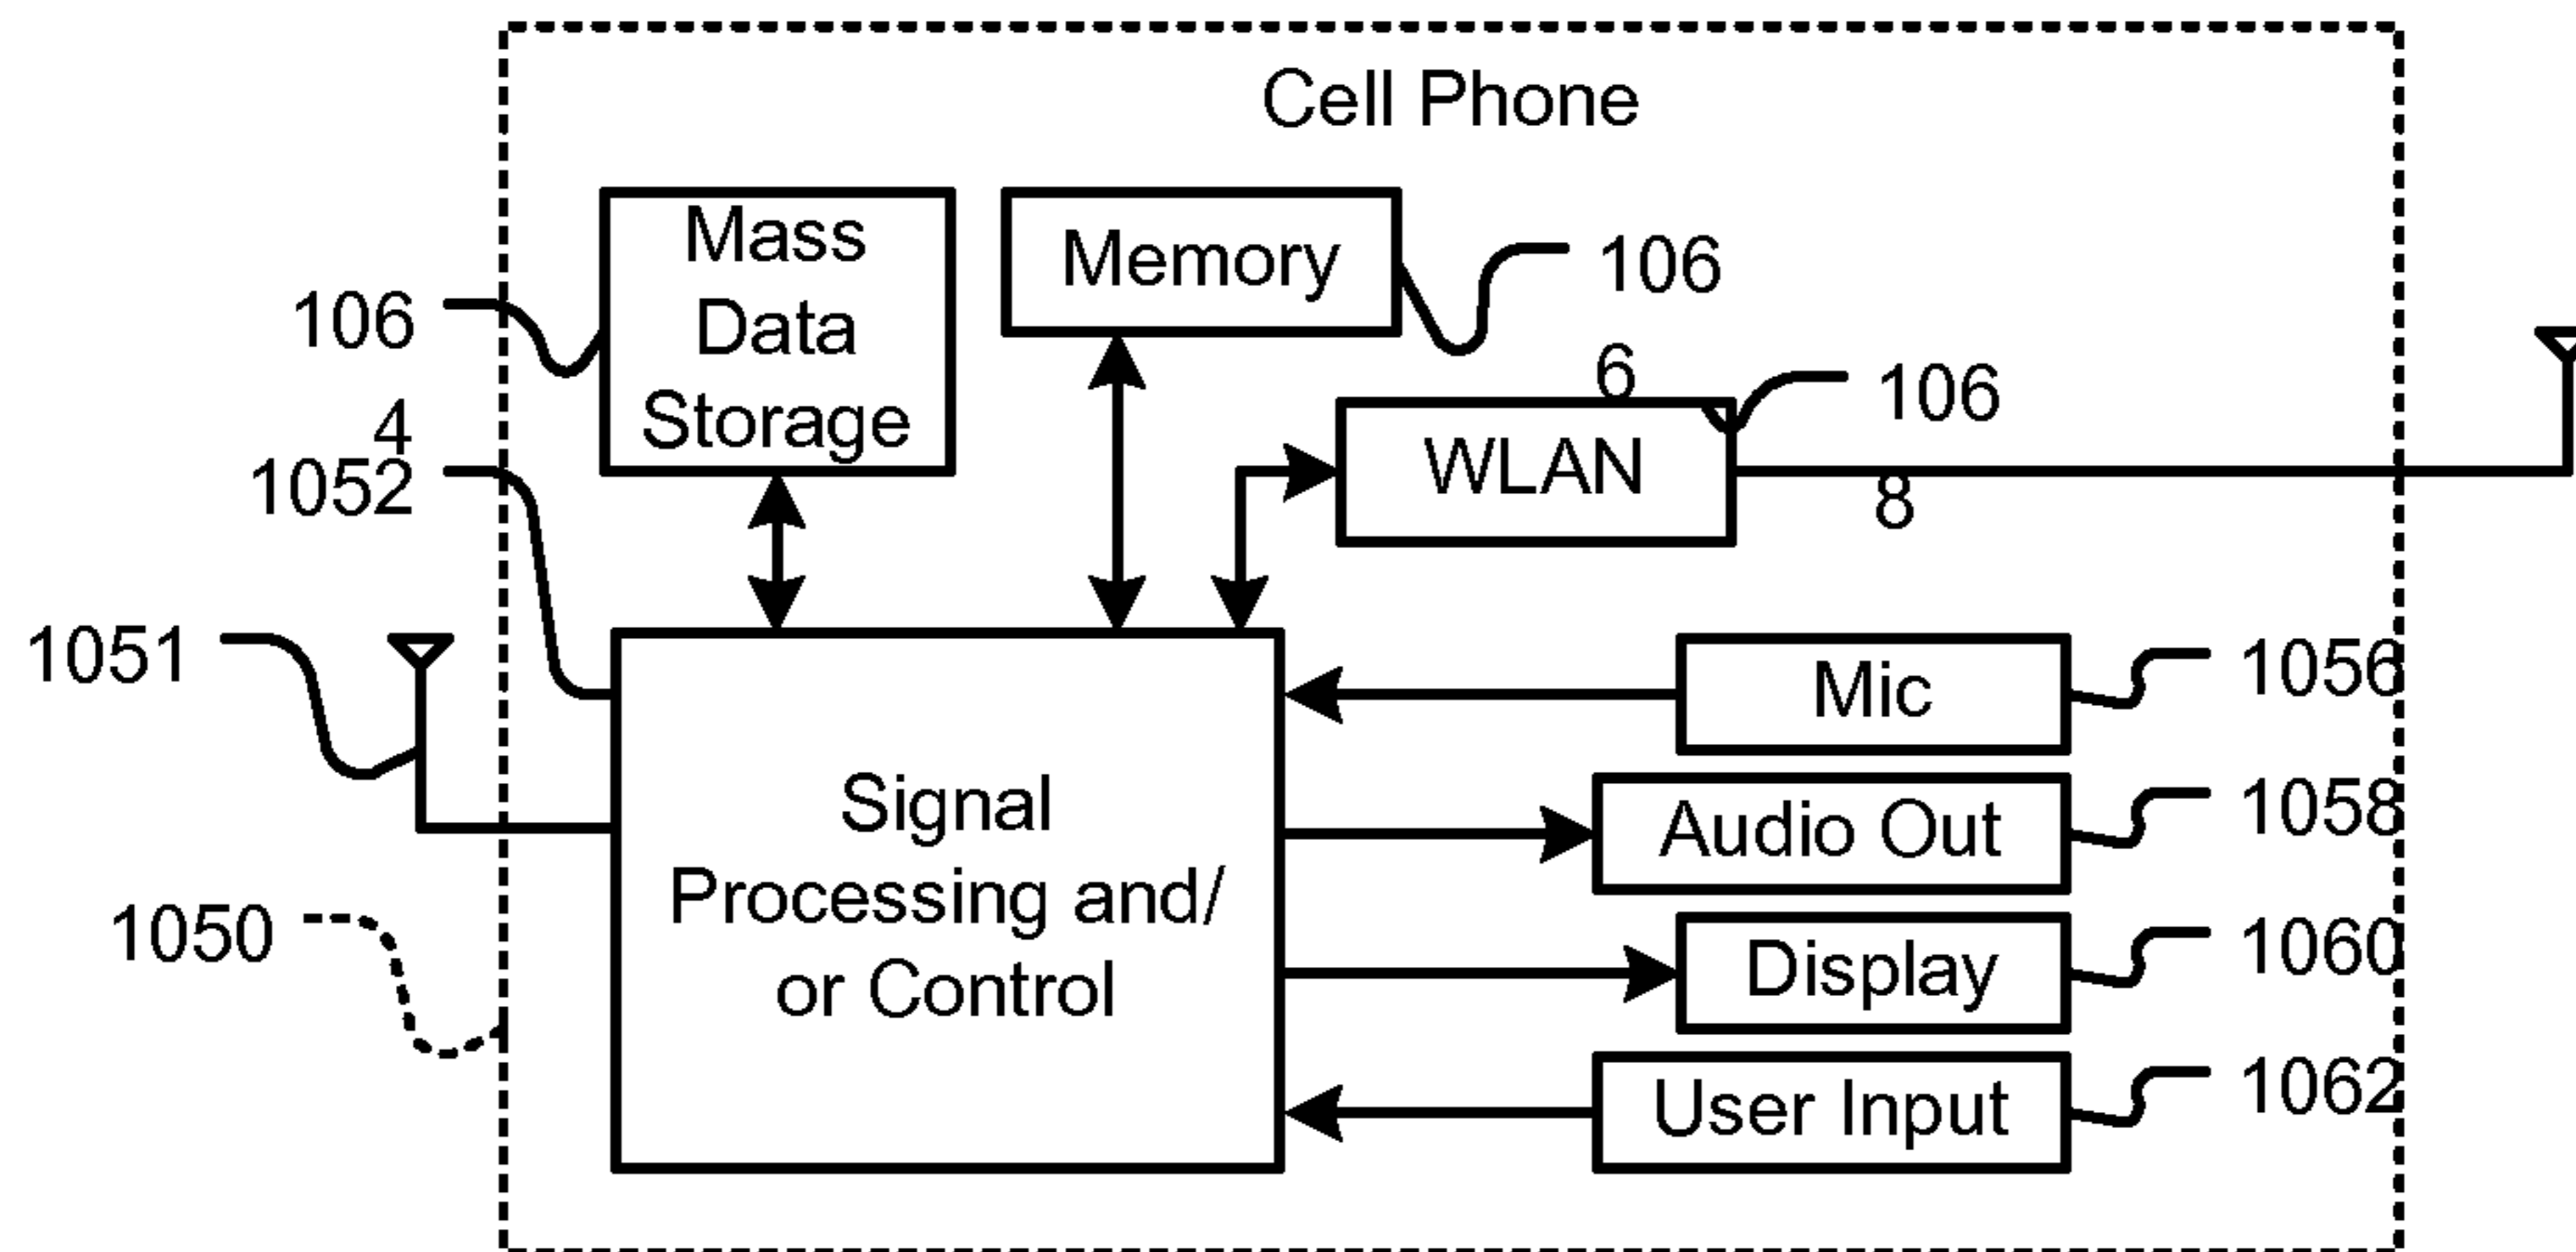 Cell Phone
Mass
Data
Storage
Memory
106
6
106
4
106
8
WLAN
1052
1051
Signal
Processing and/
or Control
1050
Mic
1056
Audio Out
1058
Display
1060
User Input
1062